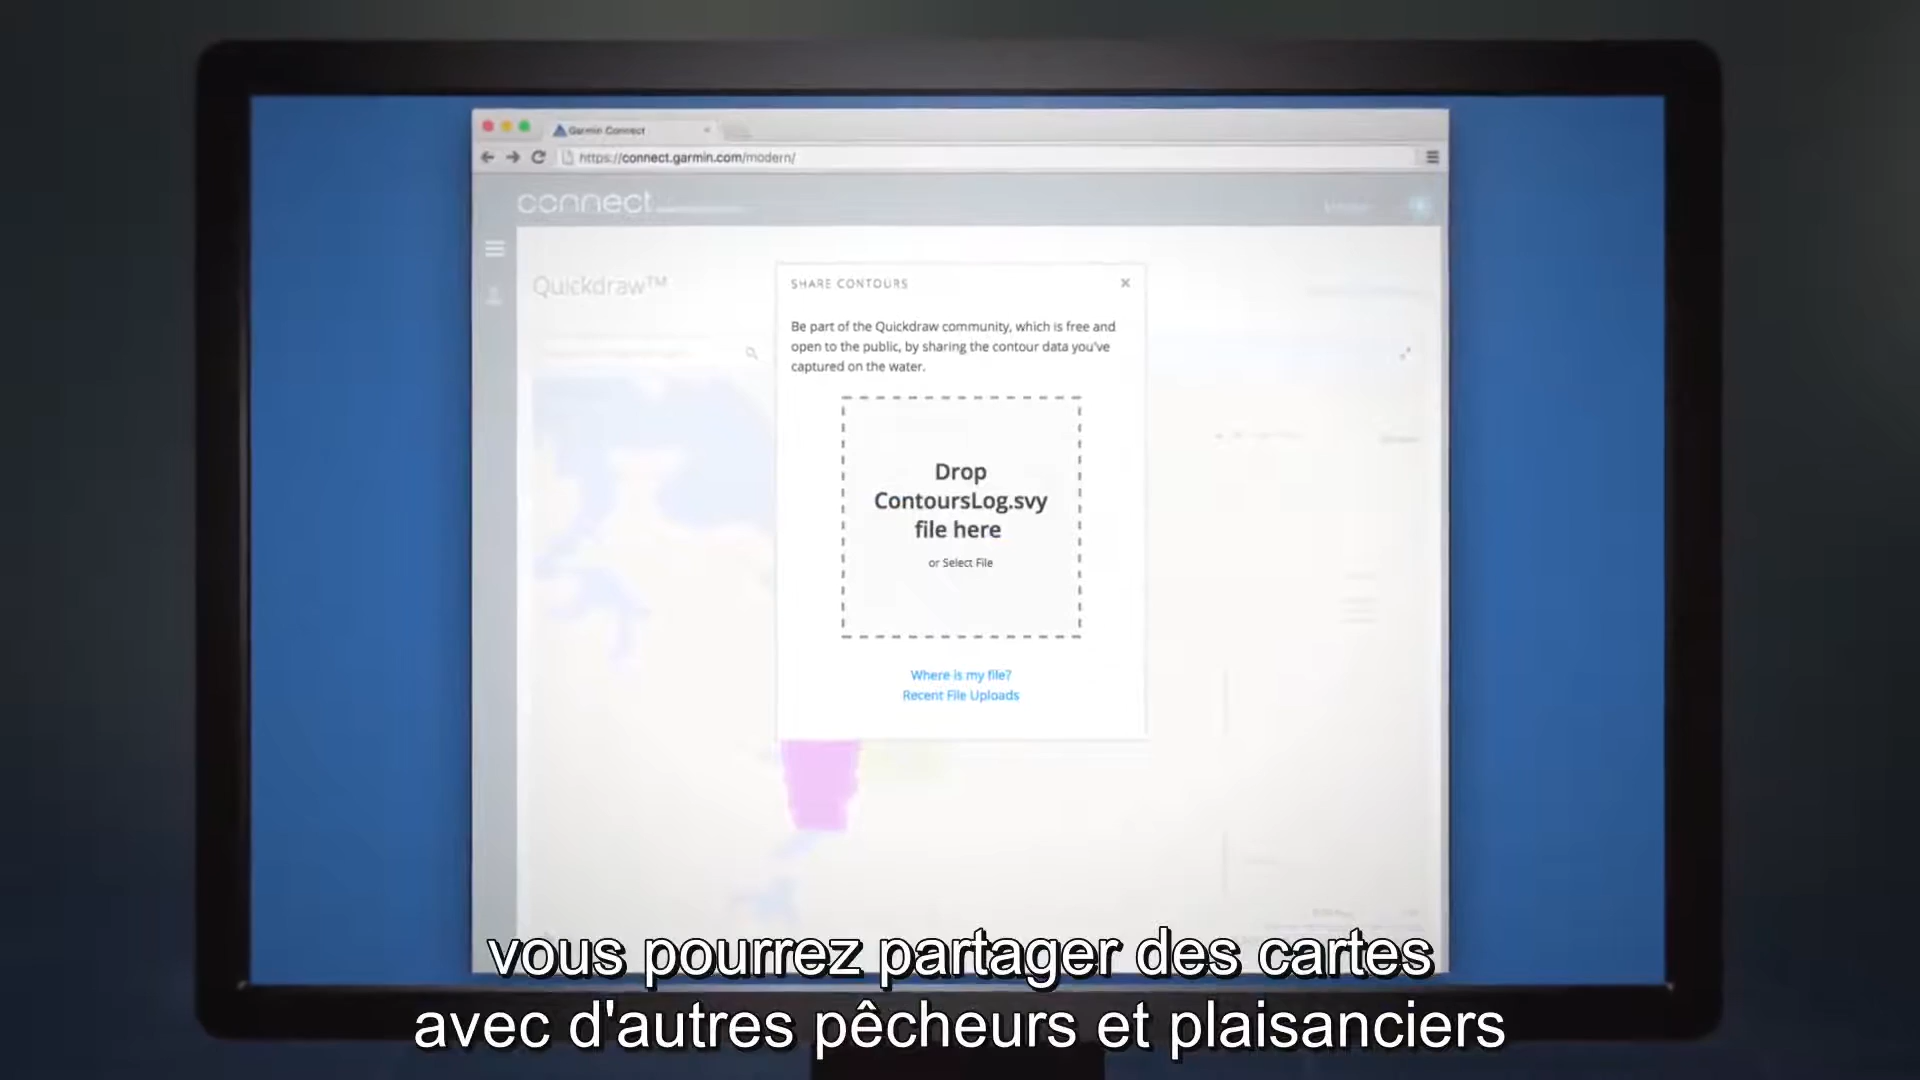 Garmin Connect
https://connect.garmin.com/modern/
connect
Quickdraw™
SHARE CONTOURS
Be part of the Quickdraw community, which is free and
open to the public, by sharing the contour data you've
captured on the water.
Drop
ContoursLog.svy
file here
or Select File
Where is my file?
Recent File Uploads
vous pourrez partager des cartes
avec d'autres pêcheurs et plaisanciers